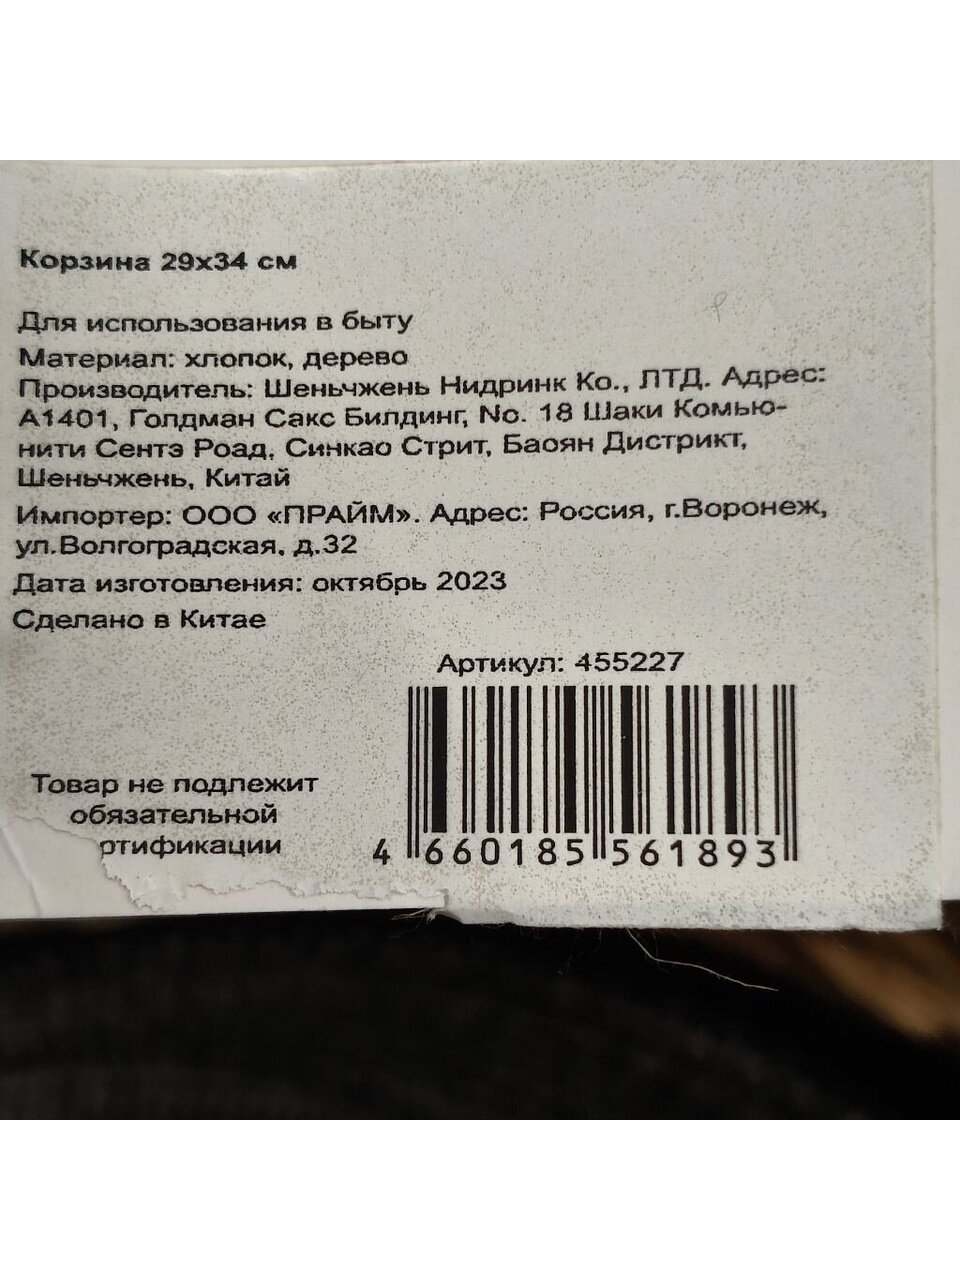 Корзина 29х34 см
Для использования в быту
Материал: хлопок, дерево
Производитель: Шеньчжень Нидринк Ко., ЛТД. Адрес:
А1401, Голдман Сакс Билдинг, No. 18 Шаки Комью-
нити Сентэ Роад, Синкао Стрит, Баоян Дистрикт,
Шеньчжень, Китай
Импортер: ООО «ПРАЙМ». Адрес: Россия, г.Воронеж,
ул.Волгоградская, д.32
Дата изготовления: октябрь 2023
Сделано в Китае
Артикул: 455227
Товар не подлежит
обязательной
ртификации
4 660185 561893